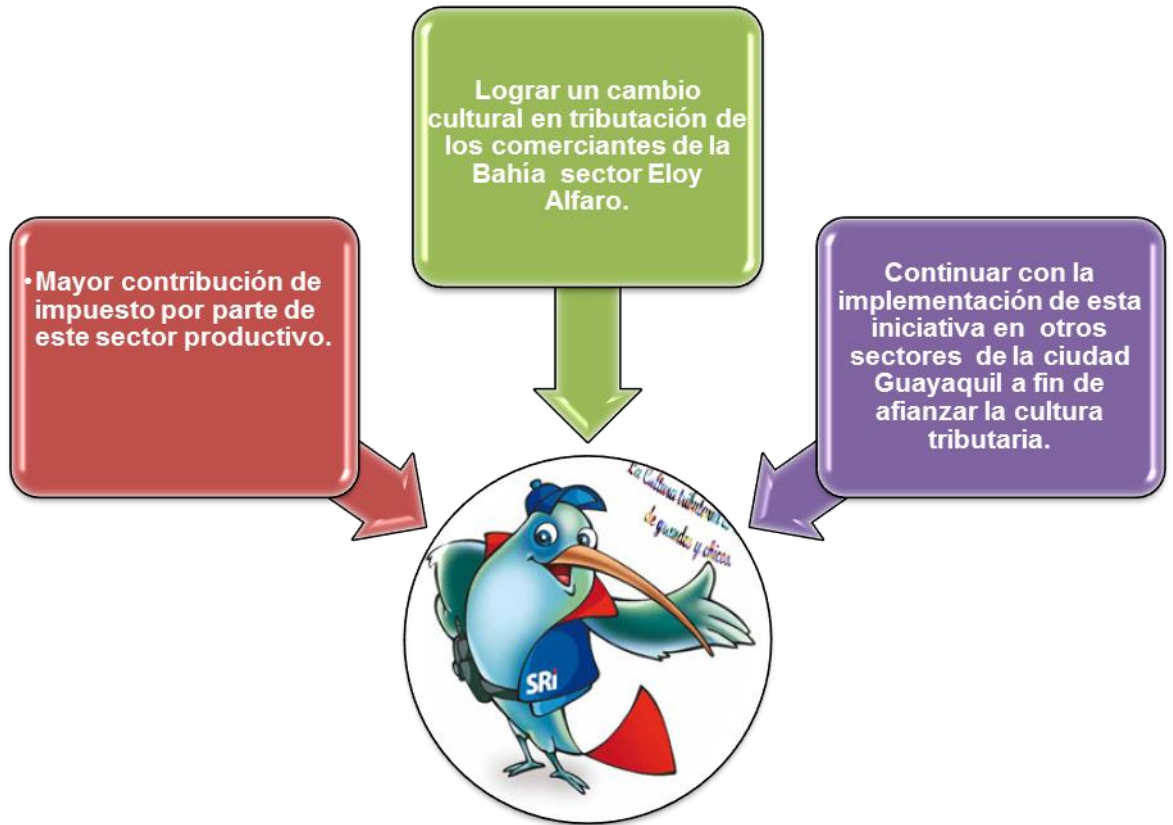 Lograr un cambio
cultural en tributación de
los comerciantes de la
Bahía sector Eloy
Alfaro.
•Mayor contribución de
impuesto por parte de
este sector productivo.
Continuar con la
implementación de esta
iniciativa en otros
sectores de la ciudad
Guayaquil a fin de
afianzar la cultura
tributaria.
La Cultura
de grandes y chicos
SRi